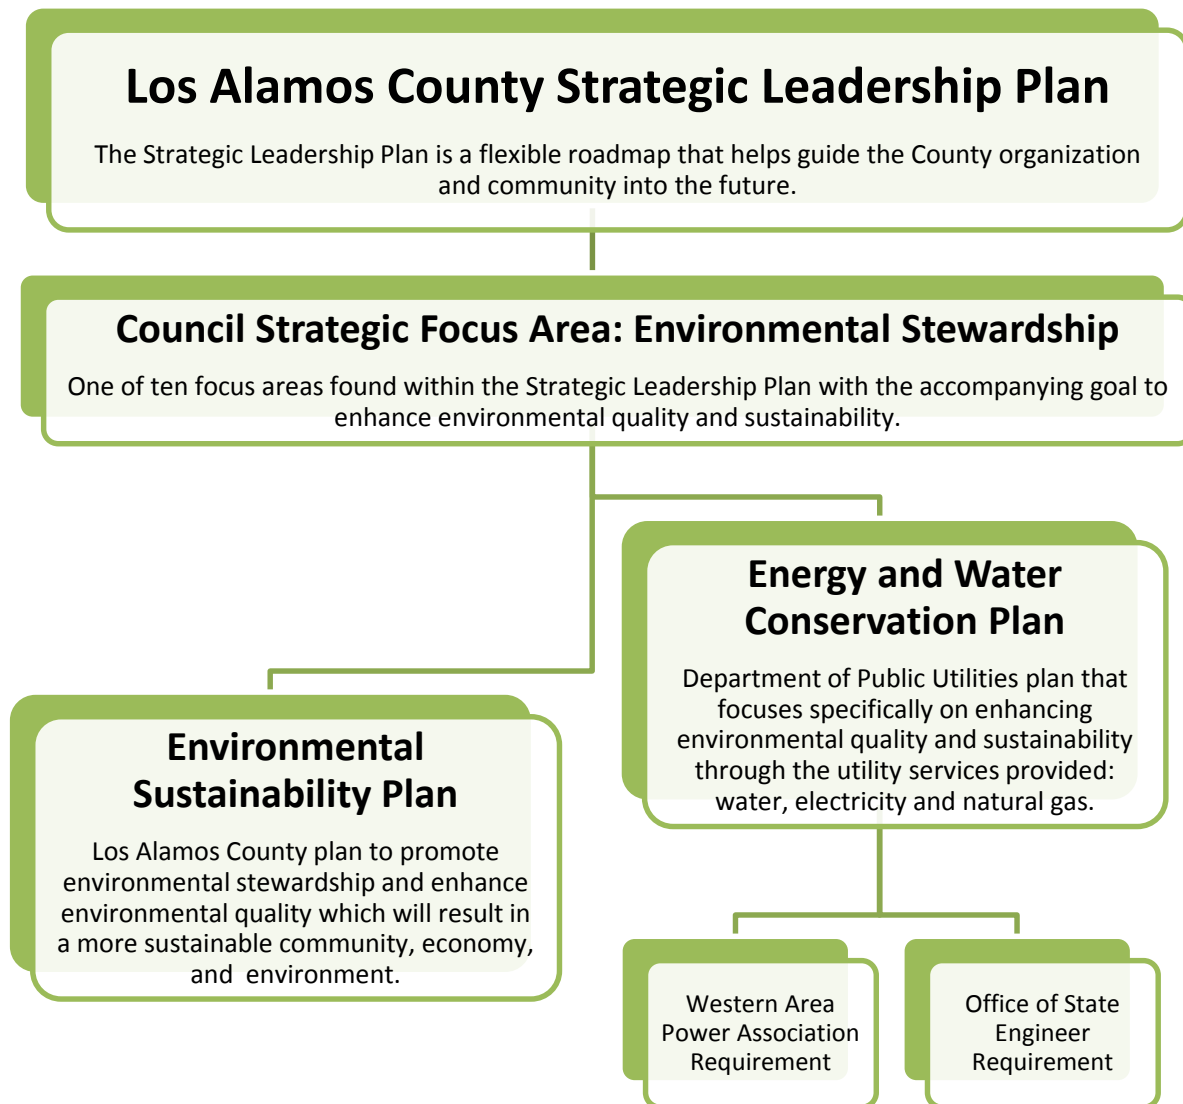 Los Alamos County Strategic Leadership Plan
The Strategic Leadership Plan is a flexible roadmap that helps guide the County organization
and community into the future.
Council Strategic Focus Area: Environmental Stewardship
One of ten focus areas found within the Strategic Leadership Plan with the accompanying goal to
enhance environmental quality and sustainability.
Energy and Water
Conservation Plan
Department of Public Utilities plan that
focuses specifically on enhancing
environmental quality and sustainability
through the utility services provided:
water, electricity and natural gas.
Environmental
Sustainability Plan
Los Alamos County plan to promote
environmental stewardship and enhance
environmental quality which will result in
a more sustainable community, economy,
and environment.
Western Area
Power Association
Requirement
Office of State
Engineer
Requirement